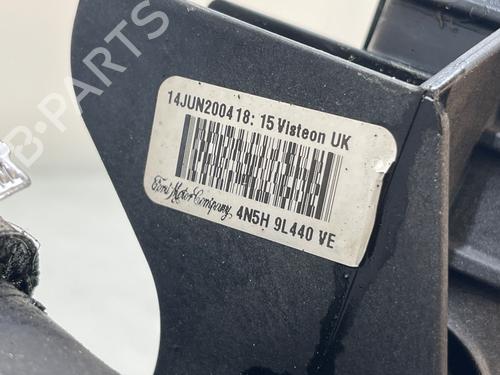 B-PARTS
14JUN2004 18: 15 Visteon UK
Ford Motor Company 4N5H 9L440 VE